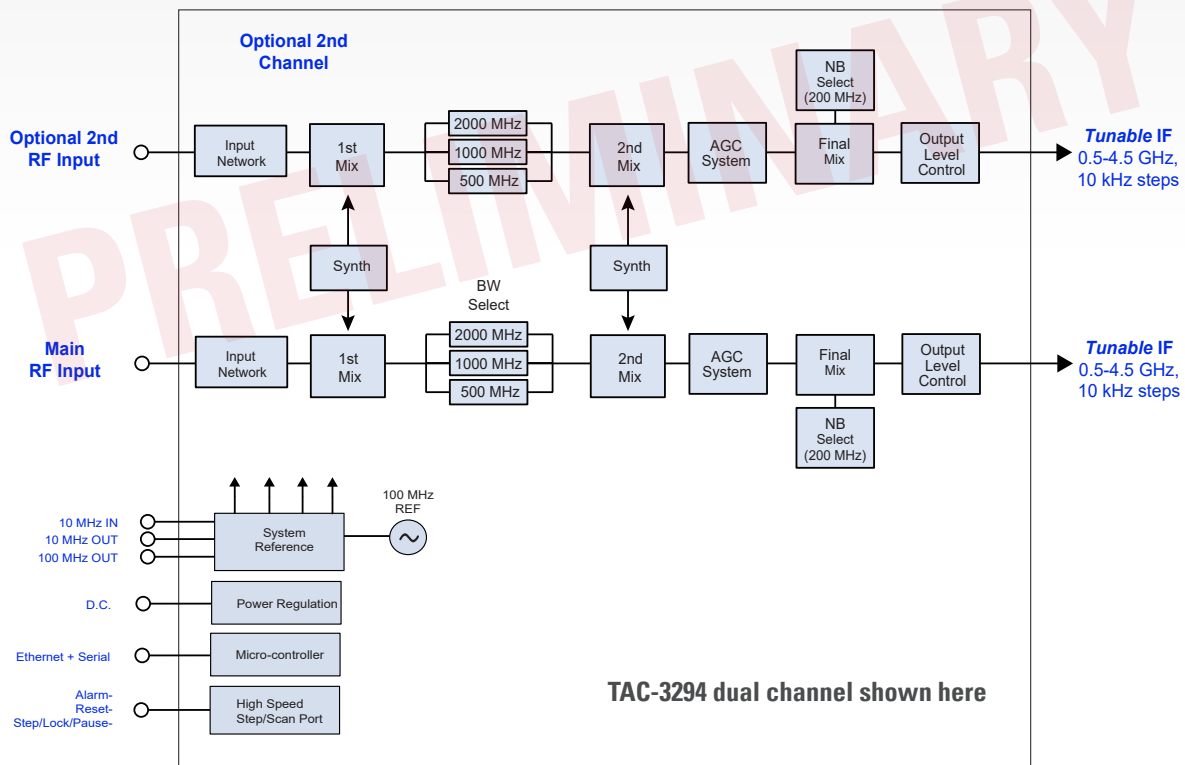 PRELIMINARY
Optional 2nd
Channel
Optional 2nd
RF Input
Input
Network
1st
Mix
2000 MHz
1000 MHz
500 MHz
2nd
Mix
AGC
System
NB
Select
(200 MHz)
Final
Mix
Output
Level
Control
Tunable IF
0.5-4.5 GHz,
10 kHz steps
Synth
Synth
BW
Select
Main
RF Input
Input
Network
1st
Mix
2000 MHz
1000 MHz
500 MHz
2nd
Mix
AGC
System
Final
Mix
NB
Select
(200 MHz)
Output
Level
Control
Tunable IF
0.5-4.5 GHz,
10 kHz steps
10 MHz IN
10 MHz OUT
100 MHz OUT
System
Reference
100 MHz
REF
D.C.
Power Regulation
Ethernet + Serial
Micro-controller
Alarm-
Reset-
Step/Lock/Pause-
High Speed
Step/Scan Port
TAC-3294 dual channel shown here